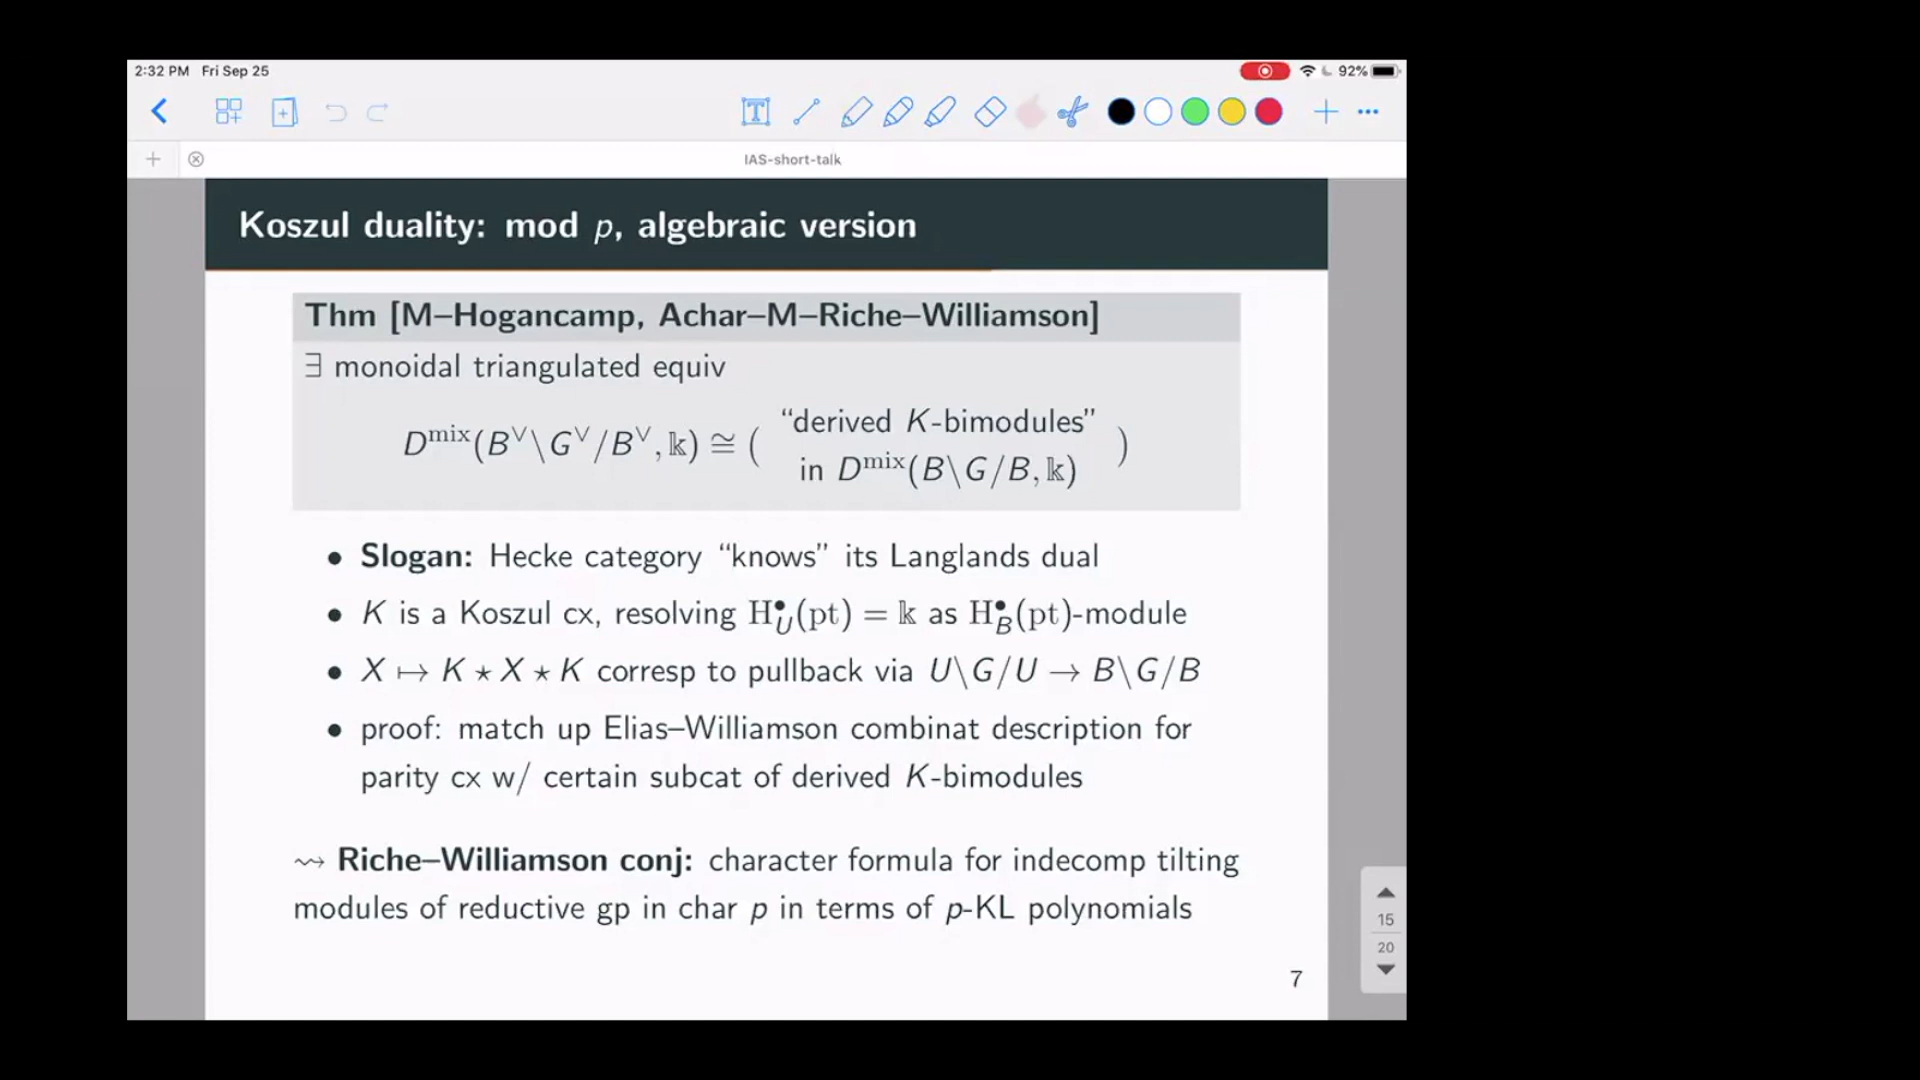 2:32 PM Fri Sep 25
92%
IAS-short-talk
Koszul duality: mod p, algebraic version
Thm [M–Hogancamp, Achar–M–Riche–Williamson]
∃ monoidal triangulated equiv
D^mix(B^∨\G^∨/B^∨, 𝕜) ≅ ( “derived K-bimodules”
in D^mix(B\G/B, 𝕜) )
• Slogan: Hecke category “knows” its Langlands dual
• K is a Koszul cx, resolving H^•_U(pt) = 𝕜 as H^•_B(pt)-module
• X ↦ K ⋆ X ⋆ K corresp to pullback via U\G/U → B\G/B
• proof: match up Elias–Williamson combinat description for
parity cx w/ certain subcat of derived K-bimodules
⇝ Riche–Williamson conj: character formula for indecomp tilting
modules of reductive gp in char p in terms of p-KL polynomials
15
20
7